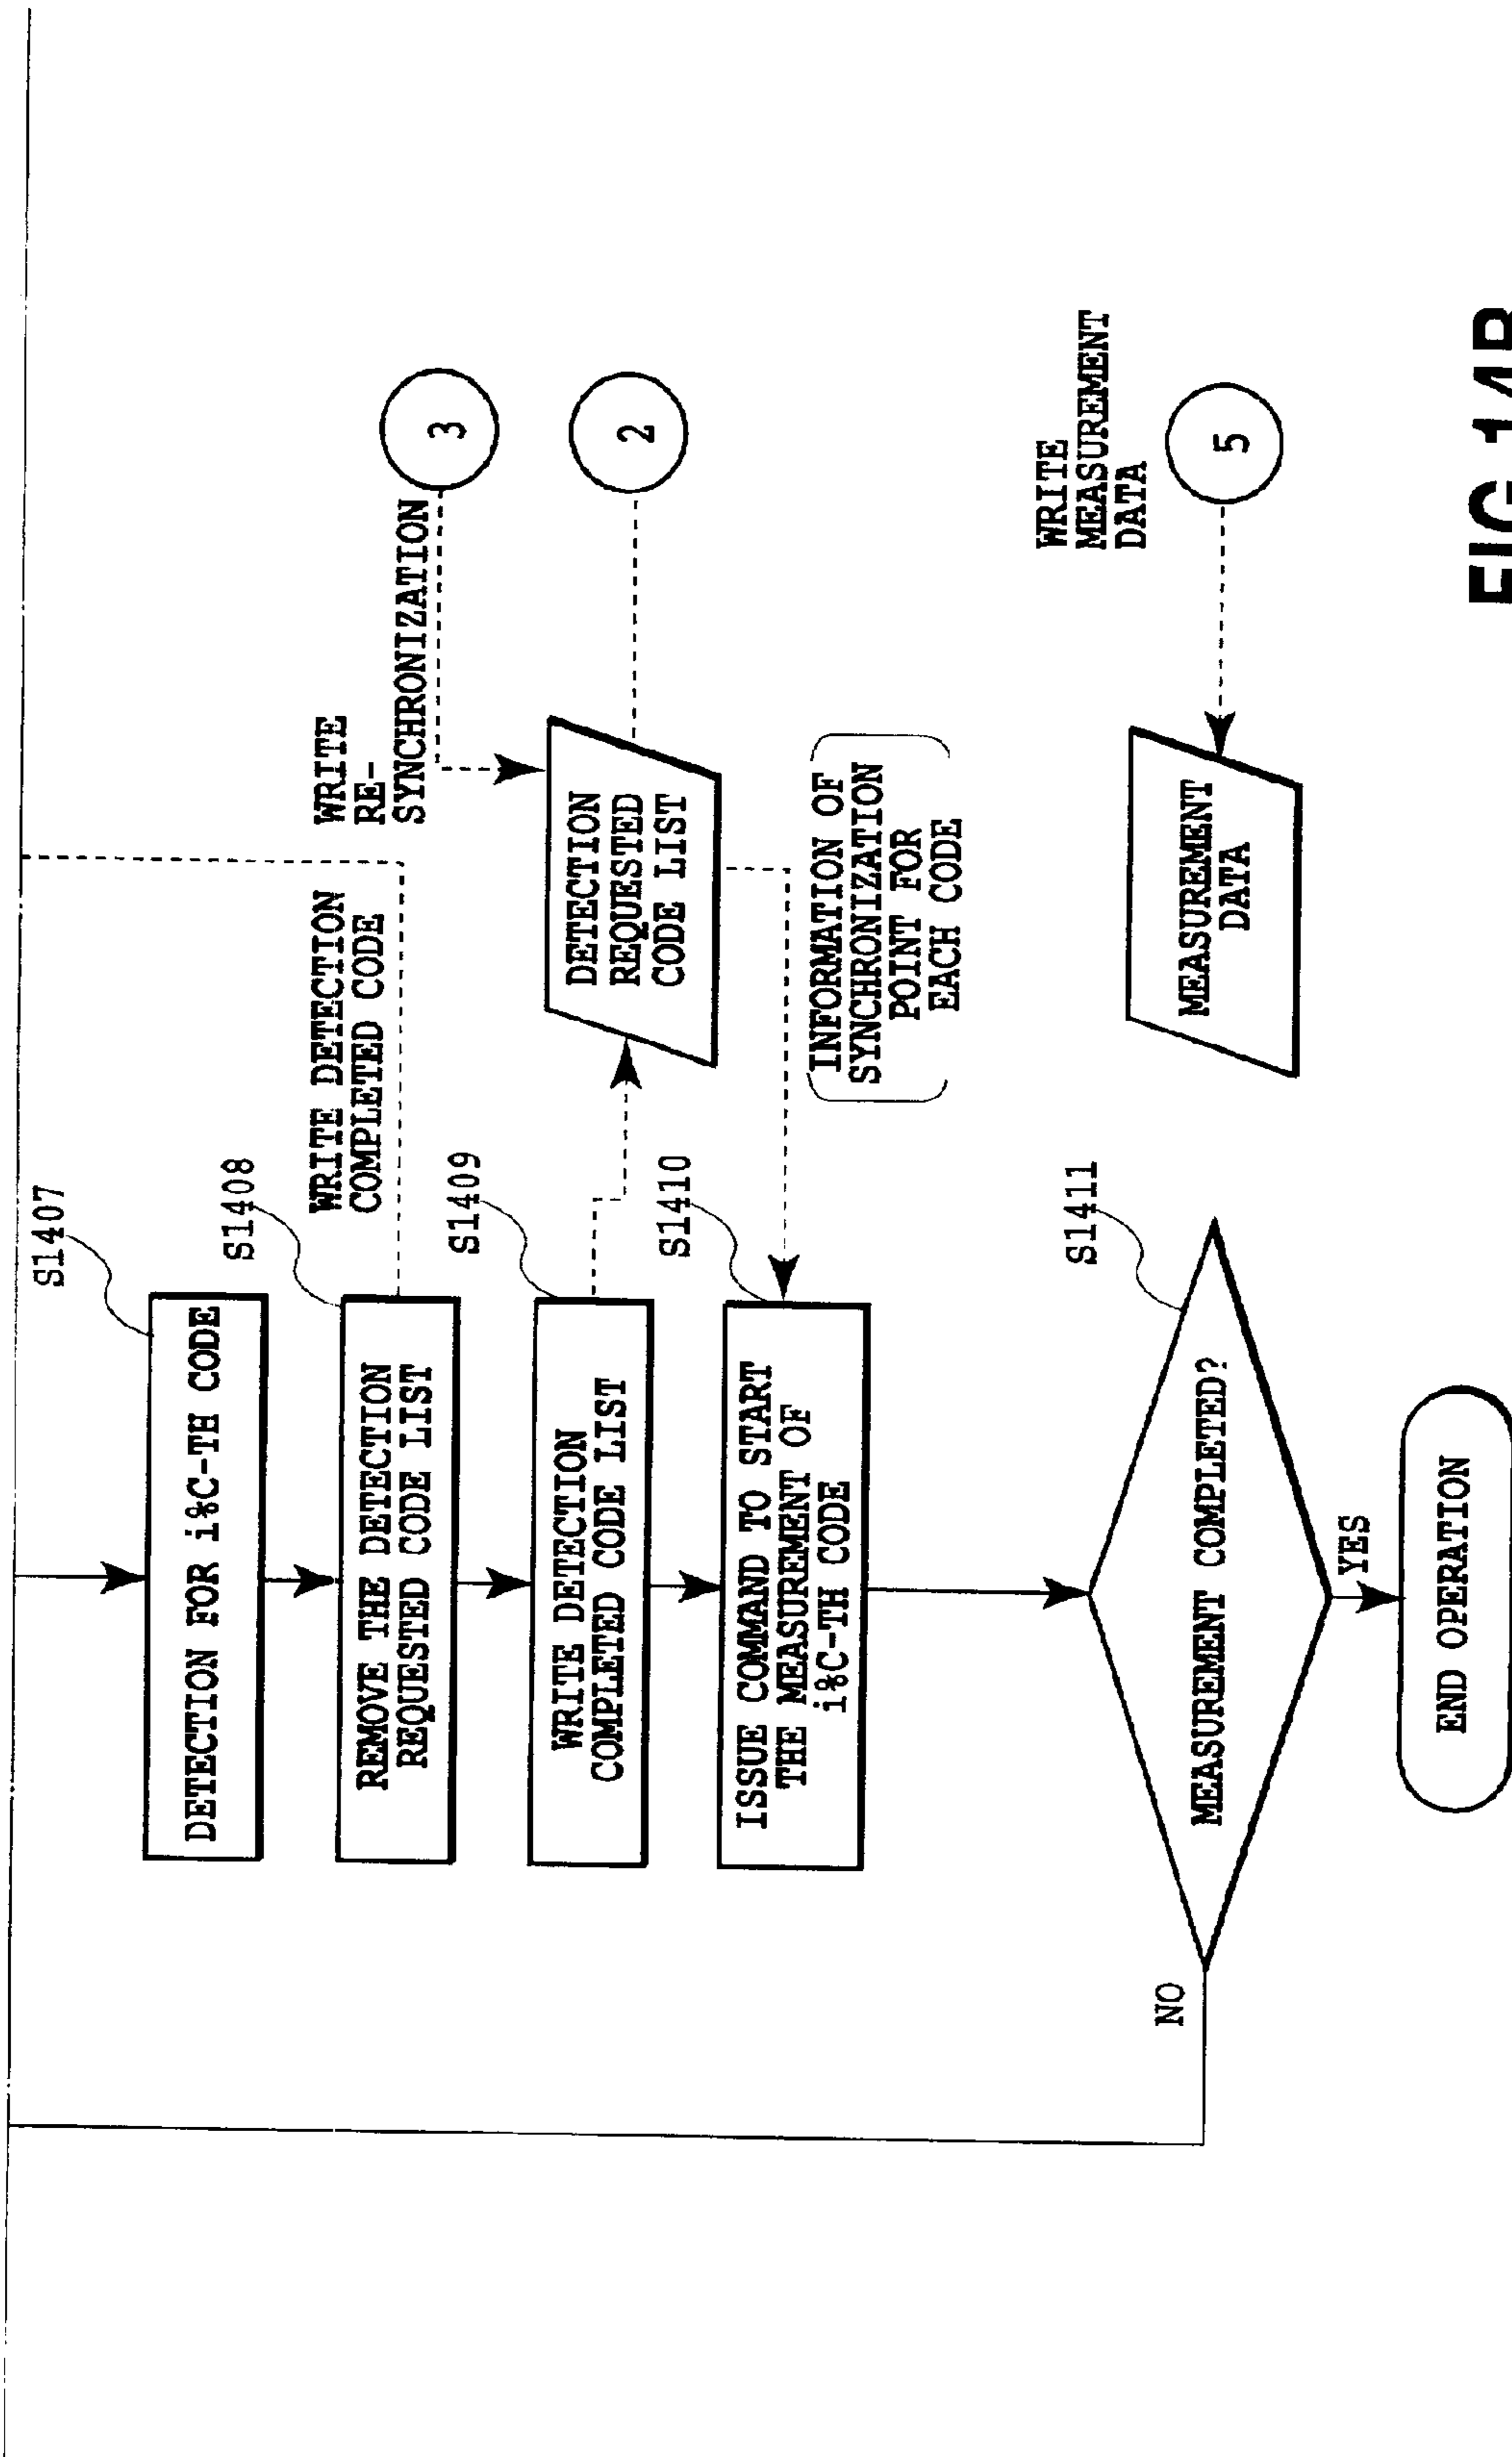 S1407
DETECTION FOR i%C-TH CODE
S1408
REMOVE THE DETECTION
REQUESTED CODE LIST
WRITE DETECTION
COMPLETED CODE
WRITE
RE-
SYNCHRONIZATION
3
S1409
WRITE DETECTION
COMPLETED CODE LIST
DETECTION
REQUESTED
CODE LIST
2
S1410
ISSUE COMMAND TO START
THE MEASUREMENT OF
i%C-TH CODE
INFORMATION OF
SYNCHRONIZATION
POINT FOR
EACH CODE
S1411
MEASUREMENT COMPLETED?
NO
YES
MEASUREMENT
DATA
WRITE
MEASUREMENT
DATA
5
END OPERATION
FIG.14B